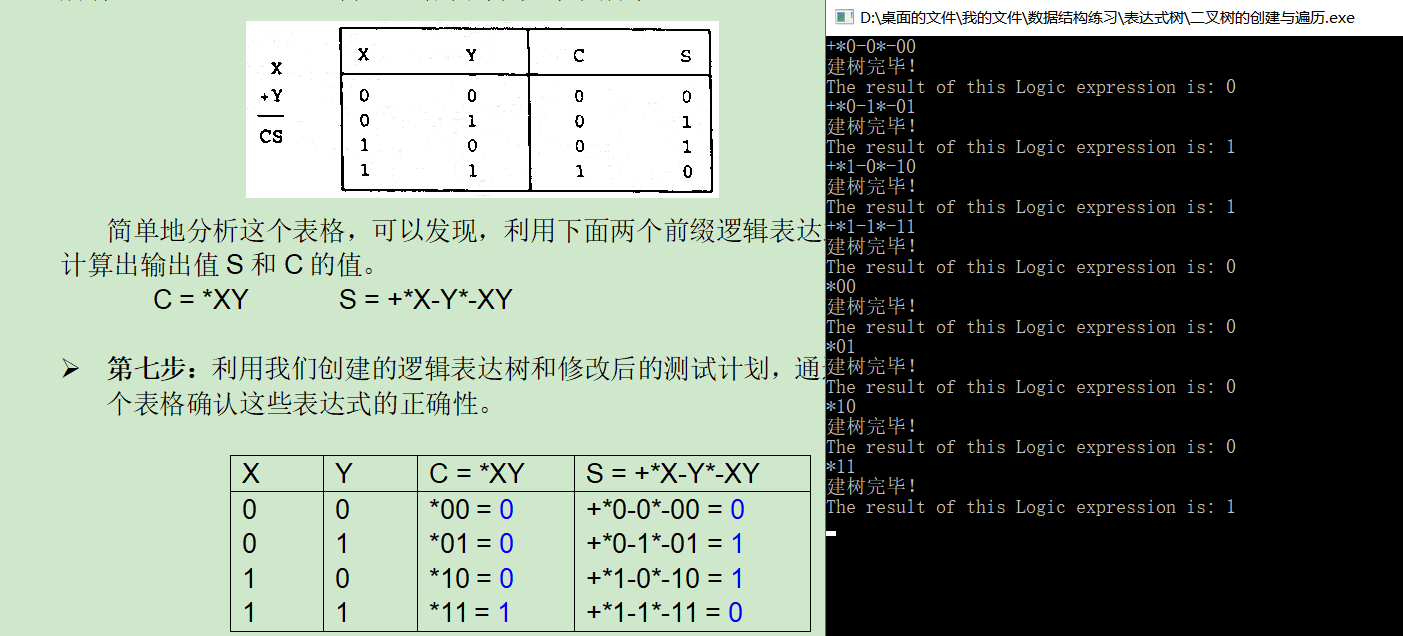 X Y C S
X
+Y
CS
0 0 0 0
0 1 0 1
1 0 0 1
1 1 1 0
简单地分析这个表格，可以发现，利用下面两个前缀逻辑表达
计算出输出值 S 和 C 的值。
C = *XY S = +*X-Y*-XY
➢ 第七步：利用我们创建的逻辑表达树和修改后的测试计划，通
个表格确认这些表达式的正确性。
X Y C = *XY S = +*X-Y*-XY
0 0 *00 = 0 +*0-0*-00 = 0
0 1 *01 = 0 +*0-1*-01 = 1
1 0 *10 = 0 +*1-0*-10 = 1
1 1 *11 = 1 +*1-1*-11 = 0
D:\桌面的文件\我的文件\数据结构练习\表达式树\二叉树的创建与遍历.exe
+*0-0*-00
建树完毕！
The result of this Logic expression is: 0
+*0-1*-01
建树完毕！
The result of this Logic expression is: 1
+*1-0*-10
建树完毕！
The result of this Logic expression is: 1
+*1-1*-11
建树完毕！
The result of this Logic expression is: 0
*00
建树完毕！
The result of this Logic expression is: 0
*01
建树完毕！
The result of this Logic expression is: 0
*10
建树完毕！
The result of this Logic expression is: 0
*11
建树完毕！
The result of this Logic expression is: 1